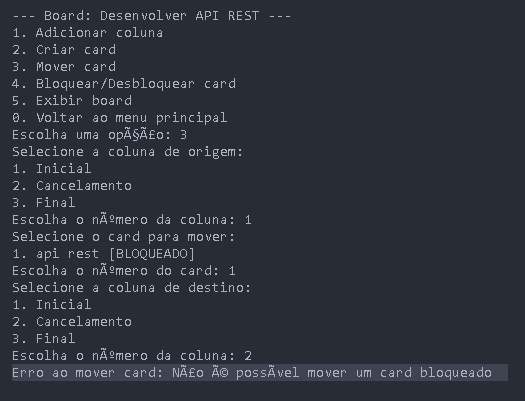 --- Board: Desenvolver API REST ---
1. Adicionar coluna
2. Criar card
3. Mover card
4. Bloquear/Desbloquear card
5. Exibir board
0. Voltar ao menu principal
Escolha uma opÃ§Ã£o: 3
Selecione a coluna de origem:
1. Inicial
2. Cancelamento
3. Final
Escolha o nÃºmero da coluna: 1
Selecione o card para mover:
1. api rest [BLOQUEADO]
Escolha o nÃºmero do card: 1
Selecione a coluna de destino:
1. Inicial
2. Cancelamento
3. Final
Escolha o nÃºmero da coluna: 2
Erro ao mover card: NÃ£o Ã© possÃvel mover um card bloqueado